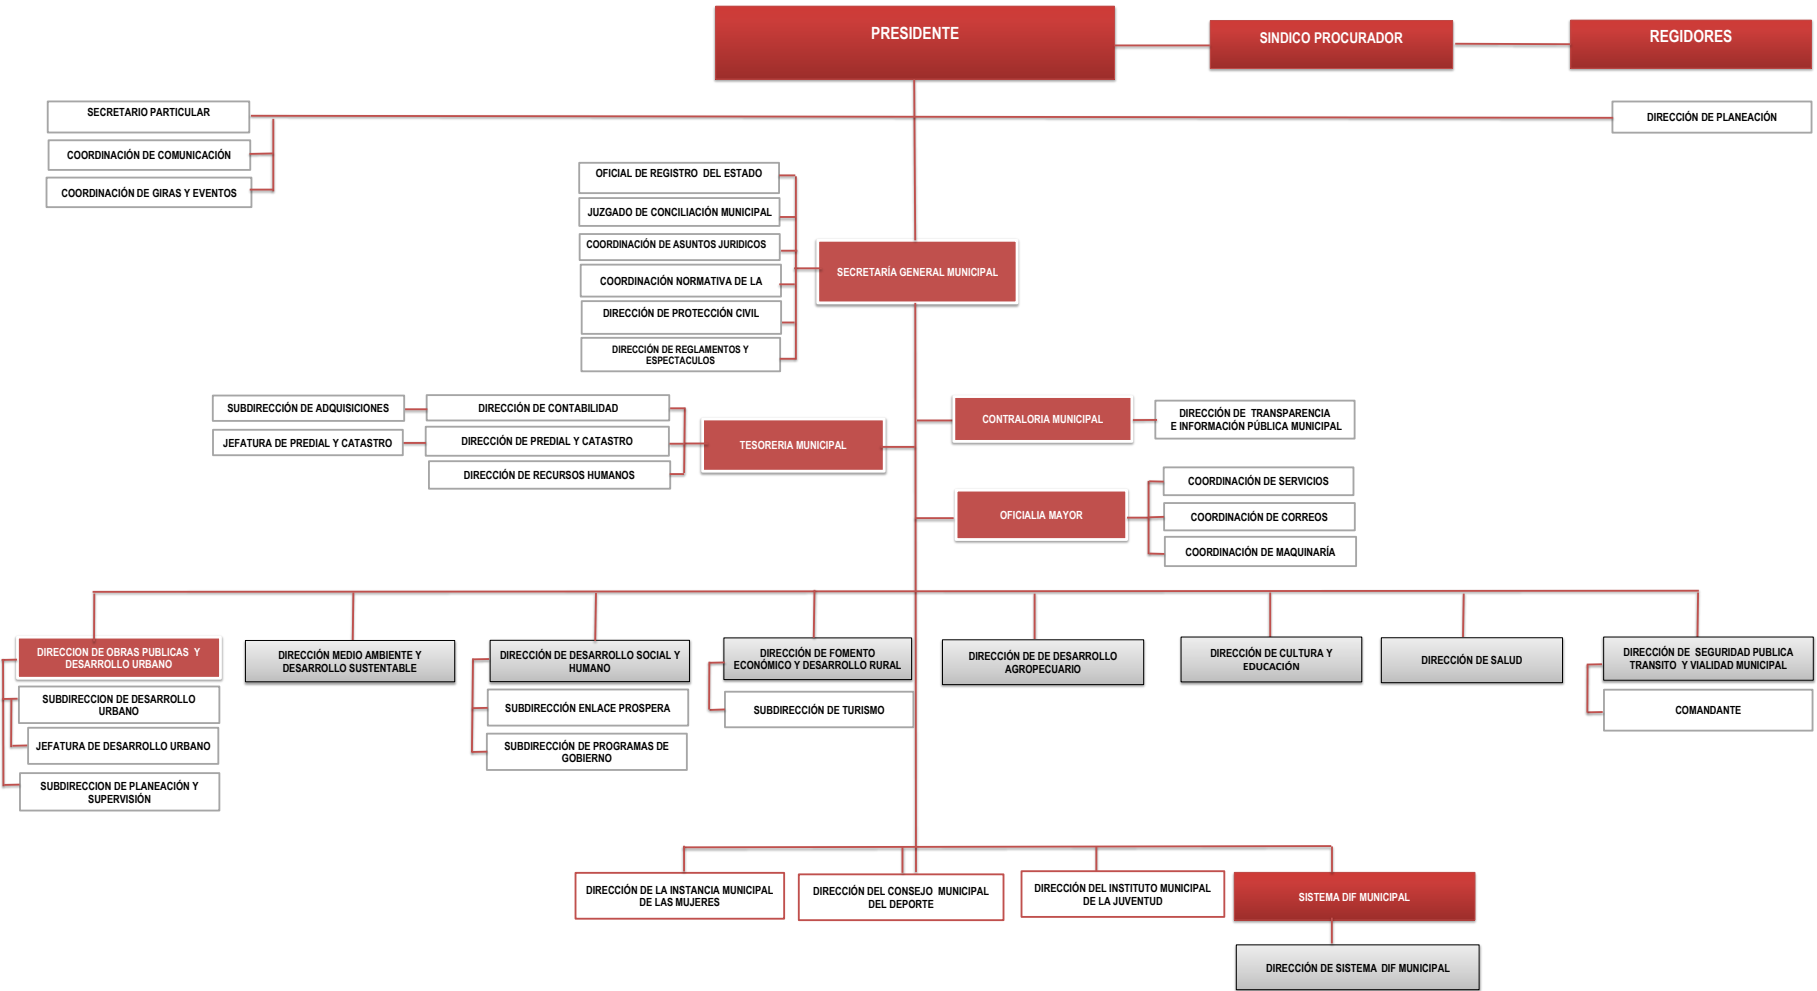 PRESIDENTE
SINDICO PROCURADOR
REGIDORES
SECRETARIO PARTICULAR
COORDINACIÓN DE COMUNICACIÓN
COORDINACIÓN DE GIRAS Y EVENTOS
DIRECCIÓN DE PLANEACIÓN
OFICIAL DE REGISTRO DEL ESTADO
JUZGADO DE CONCILIACIÓN MUNICIPAL
COORDINACIÓN DE ASUNTOS JURIDICOS
COORDINACIÓN NORMATIVA DE LA
DIRECCIÓN DE PROTECCIÓN CIVIL
DIRECCIÓN DE REGLAMENTOS Y
ESPECTACULOS
SECRETARÍA GENERAL MUNICIPAL
SUBDIRECCIÓN DE ADQUISICIONES
DIRECCIÓN DE CONTABILIDAD
JEFATURA DE PREDIAL Y CATASTRO
DIRECCIÓN DE PREDIAL Y CATASTRO
DIRECCIÓN DE RECURSOS HUMANOS
TESORERIA MUNICIPAL
CONTRALORIA MUNICIPAL
DIRECCIÓN DE TRANSPARENCIA
E INFORMACIÓN PÚBLICA MUNICIPAL
OFICIALIA MAYOR
COORDINACIÓN DE SERVICIOS
COORDINACIÓN DE CORREOS
COORDINACIÓN DE MAQUINARÍA
DIRECCION DE OBRAS PUBLICAS Y
DESARROLLO URBANO
SUBDIRECCION DE DESARROLLO
URBANO
JEFATURA DE DESARROLLO URBANO
SUBDIRECCION DE PLANEACIÓN Y
SUPERVISIÓN
DIRECCIÓN MEDIO AMBIENTE Y
DESARROLLO SUSTENTABLE
DIRECCIÓN DE DESARROLLO SOCIAL Y
HUMANO
SUBDIRECCIÓN ENLACE PROSPERA
SUBDIRECCIÓN DE PROGRAMAS DE
GOBIERNO
DIRECCIÓN DE FOMENTO
ECONÓMICO Y DESARROLLO RURAL
SUBDIRECCIÓN DE TURISMO
DIRECCIÓN DE DE DESARROLLO
AGROPECUARIO
DIRECCIÓN DE CULTURA Y
EDUCACIÓN
DIRECCIÓN DE SALUD
DIRECCIÓN DE SEGURIDAD PUBLICA
TRANSITO Y VIALIDAD MUNICIPAL
COMANDANTE
DIRECCIÓN DE LA INSTANCIA MUNICIPAL
DE LAS MUJERES
DIRECCIÓN DEL CONSEJO MUNICIPAL
DEL DEPORTE
DIRECCIÓN DEL INSTITUTO MUNICIPAL
DE LA JUVENTUD
SISTEMA DIF MUNICIPAL
DIRECCIÓN DE SISTEMA DIF MUNICIPAL